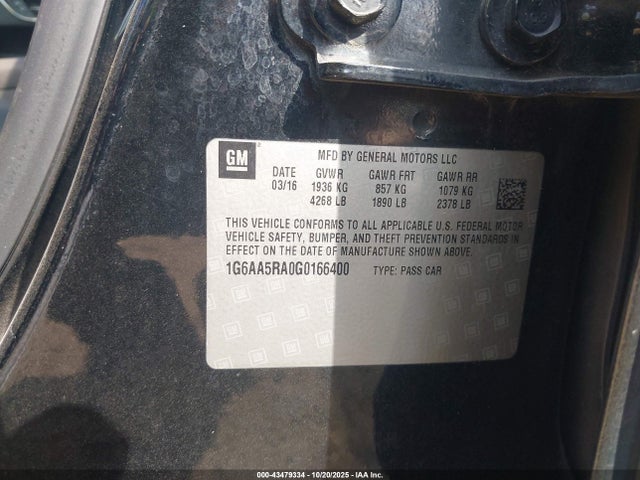 GM
MFD BY GENERAL MOTORS LLC
DATE GVWR GAWR FRT GAWR RR
03/16 1936 KG 857 KG 1079 KG
4268 LB 1890 LB 2378 LB
THIS VEHICLE CONFORMS TO ALL APPLICABLE U.S. FEDERAL MOTOR
VEHICLE SAFETY, BUMPER, AND THEFT PREVENTION STANDARDS IN
EFFECT ON THE DATE OF MANUFACTURE SHOWN ABOVE.
1G6AA5RA0G0166400 TYPE: PASS CAR
000-43479334 - 10/20/2025 - IAA Inc.